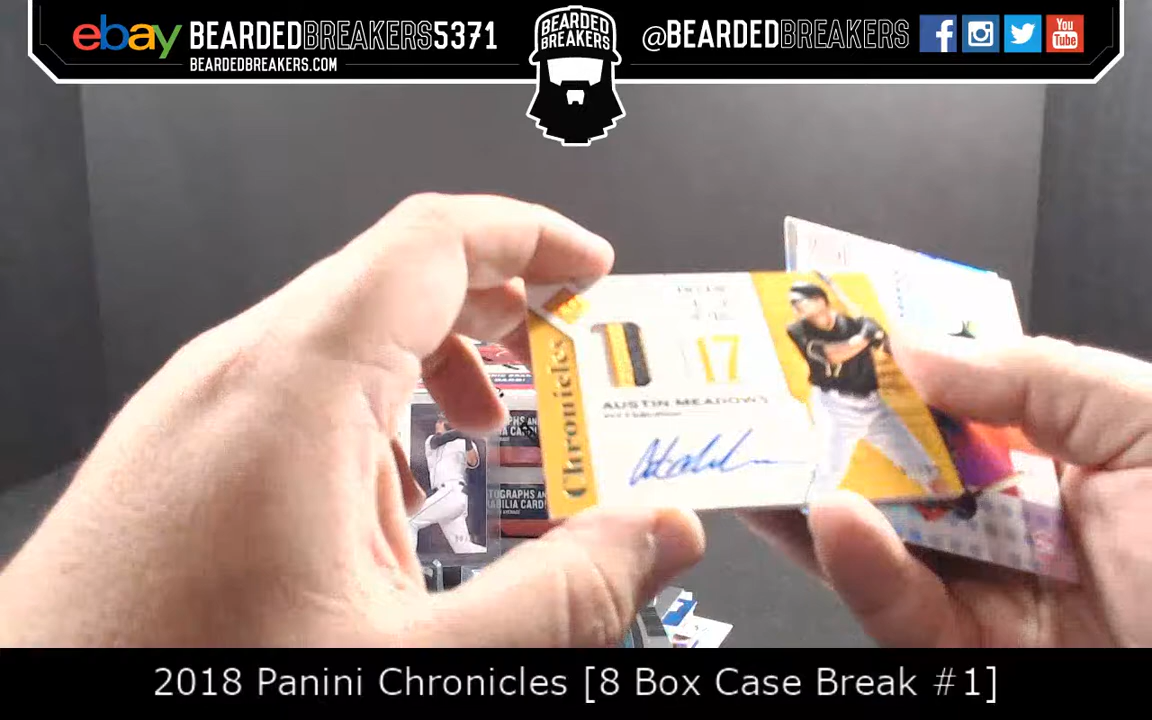 ebay BEARDEDBREAKERS5371
BEARDEDBREAKERS.COM
BEARDED
BREAKERS
@BEARDEDBREAKERS
You
Tube
Chronicles
17
AUSTIN MEADOWS
2018 Panini Chronicles [8 Box Case Break #1]